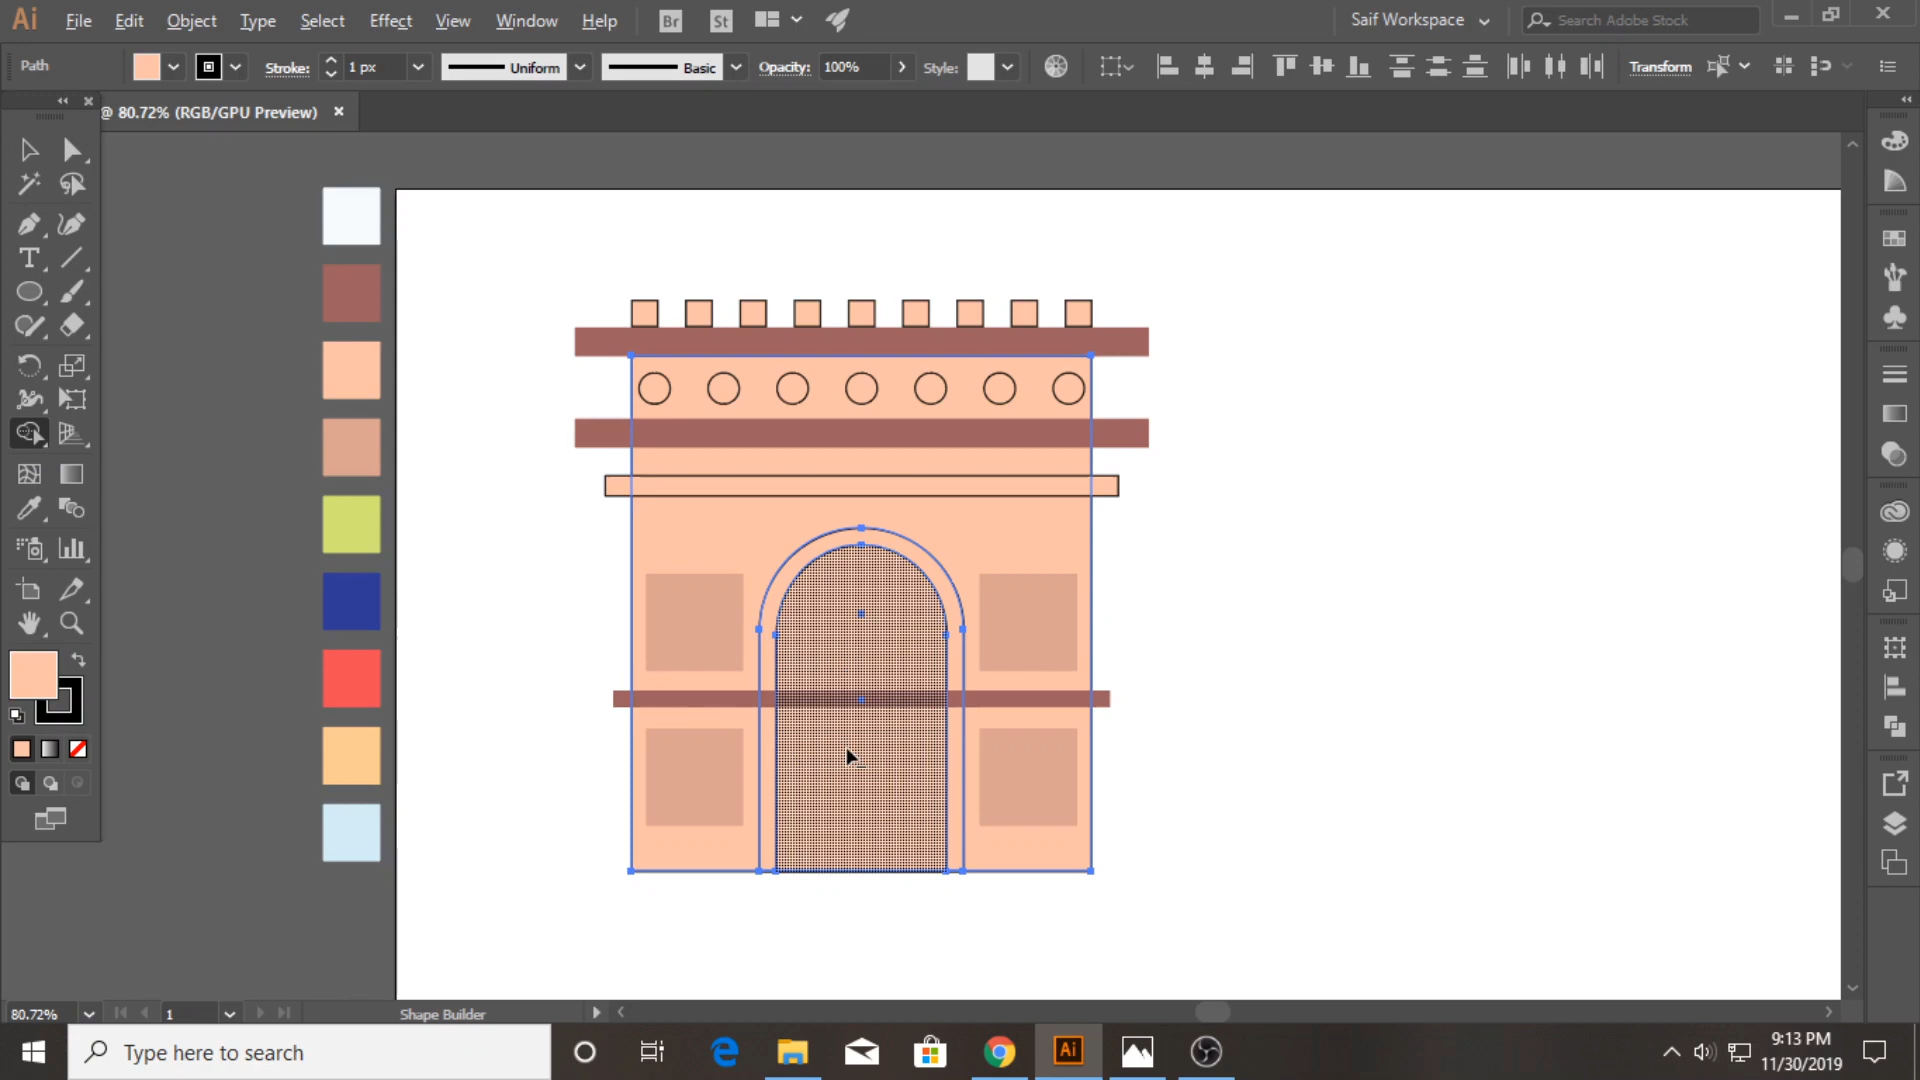 Ai File Edit Object Type Select Effect View Window Help Br St Saif Workspace Search Adobe Stock
Path Stroke: 1 px Uniform Basic Opacity: 100% Style: Transform
@ 80.72% (RGB/GPU Preview) ×
T
80.72% 1 Shape Builder
Type here to search Ai 9:13 PM
11/30/2019